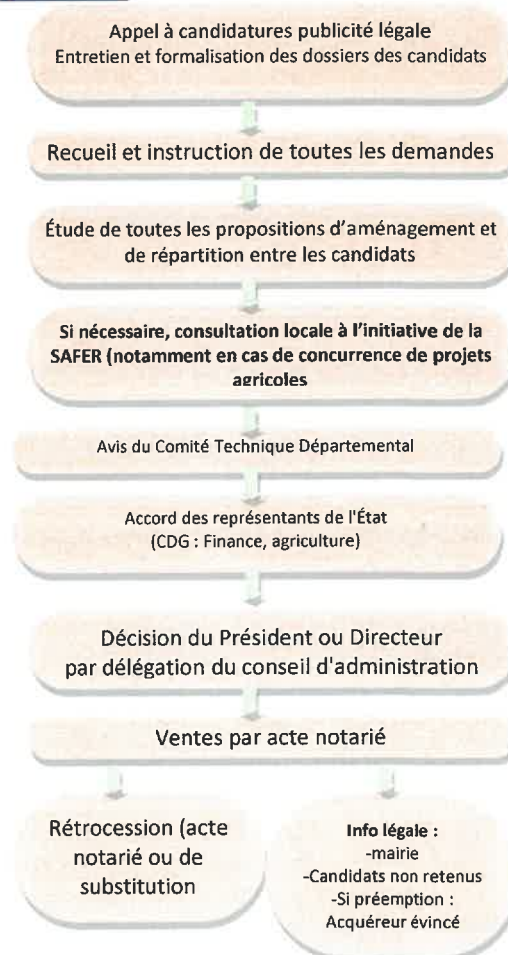 Appel à candidatures publicité légale
Entretien et formalisation des dossiers des candidats
Recueil et instruction de toutes les demandes
Étude de toutes les propositions d'aménagement et
de répartition entre les candidats
Si nécessaire, consultation locale à l'initiative de la
SAFER (notamment en cas de concurrence de projets
agricoles
Avis du Comité Technique Départemental
Accord des représentants de l'État
(CDG : Finance, agriculture)
Décision du Président ou Directeur
par délégation du conseil d'administration
Ventes par acte notarié
Rétrocession (acte
notarié ou de
substitution
Info légale :
-mairie
-Candidats non retenus
-Si préemption :
Acquéreur évincé